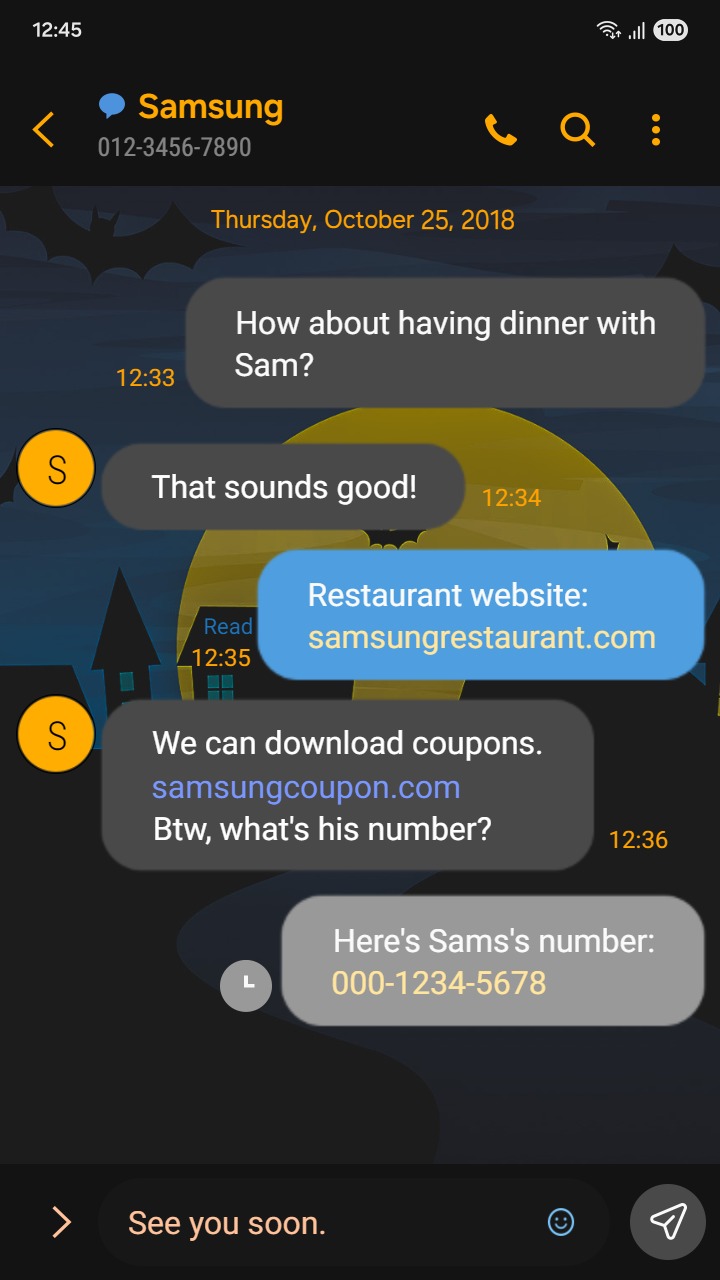 12:45
100
Samsung
012-3456-7890
Thursday, October 25, 2018
How about having dinner with
Sam?
12:33
S
That sounds good!
12:34
Restaurant website:
samsungrestaurant.com
Read
12:35
S
We can download coupons.
samsungcoupon.com
Btw, what's his number?
12:36
Here's Sams's number:
000-1234-5678
See you soon.